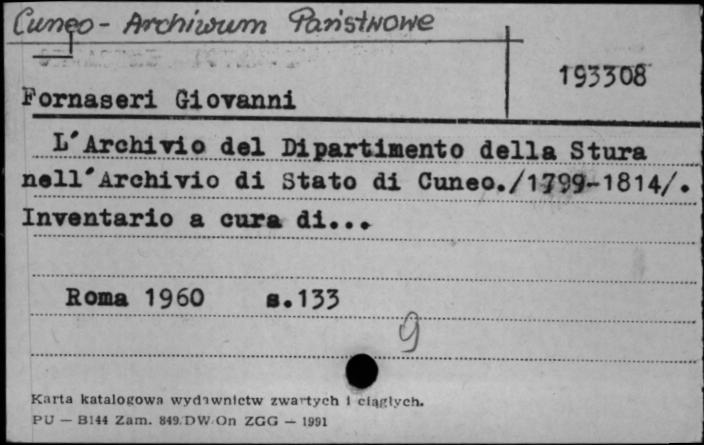 Cuneo - Archiwum Państwowe
193308
Fornaseri Giovanni
L'Archivio del Dipartimento della Stura
nell'Archivio di Stato di Cuneo./1799-1814/.
Inventario a cura di...
Roma 1960 s.133
9
Karta katalogowa wydawnictw zwartych i ciągłych.
PU — B144 Zam. 849/DW/On ZGG — 1991